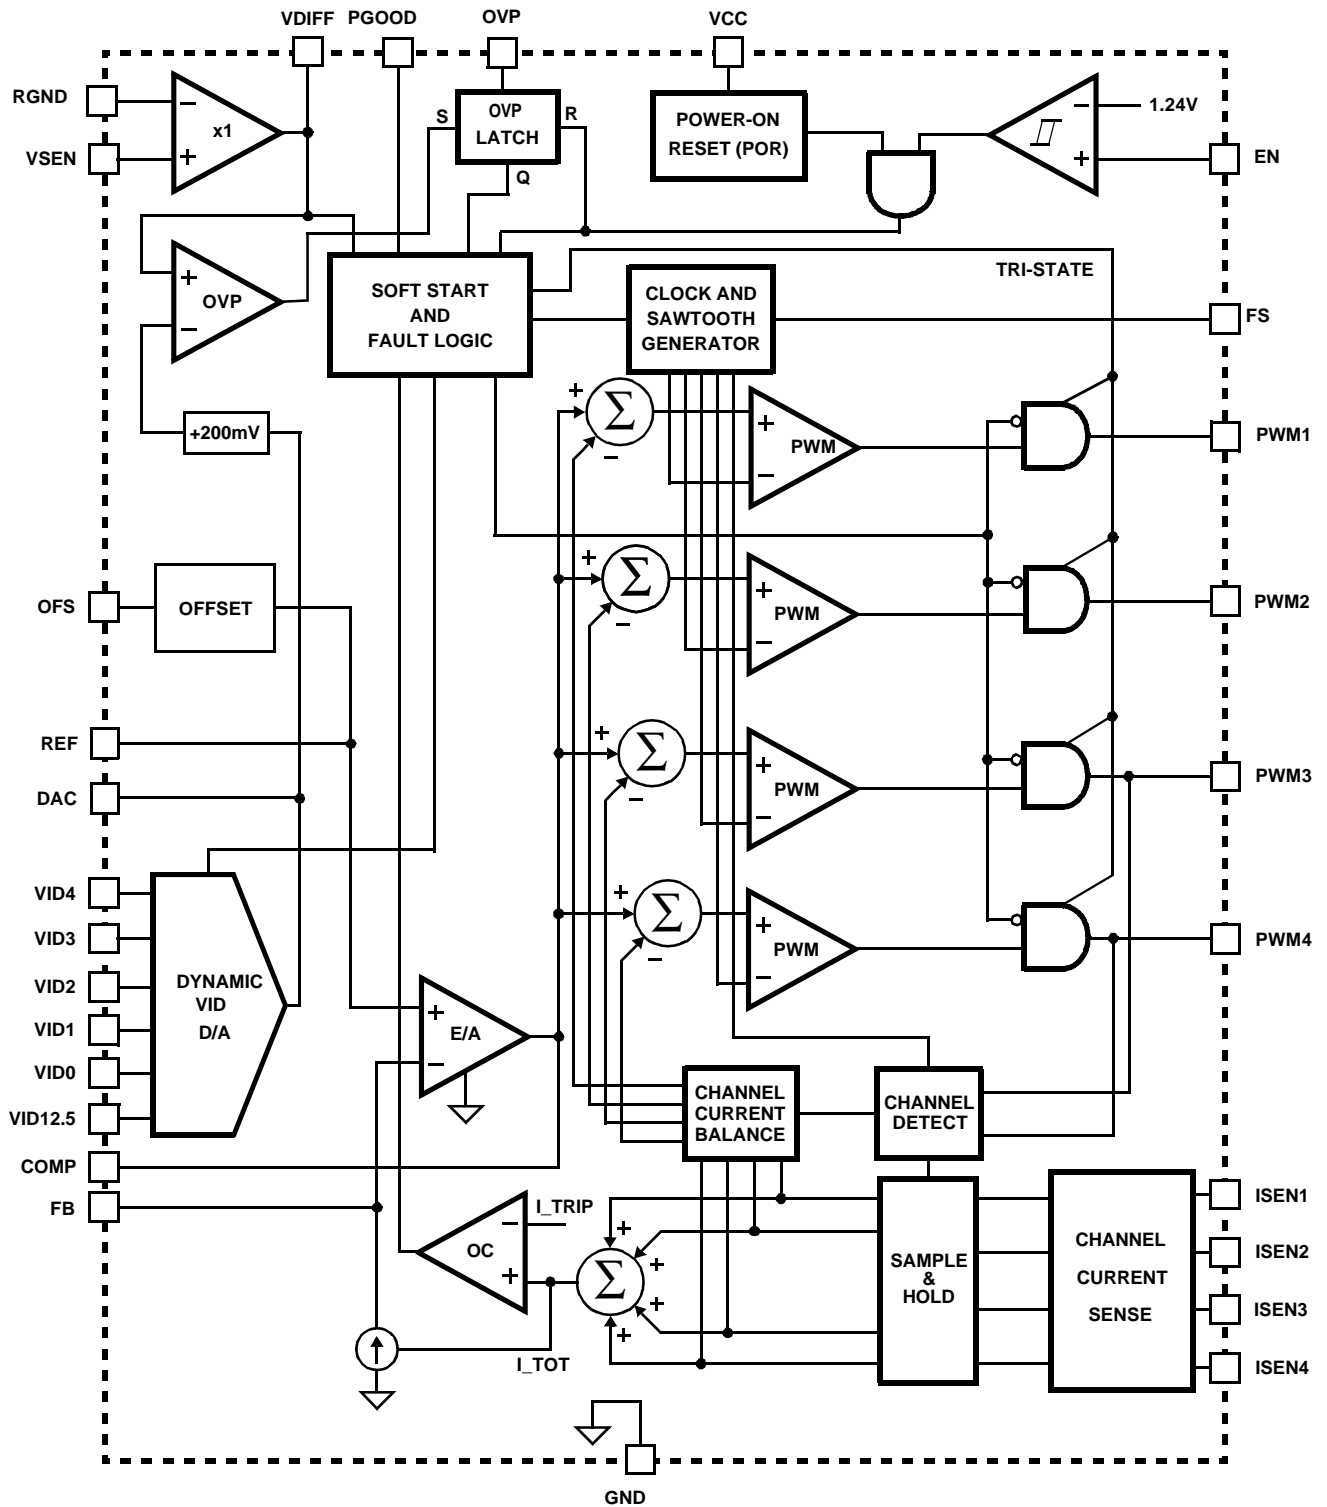 VDIFF PGOOD OVP VCC
RGND
−
x1
+
VSEN
S
OVP
LATCH
R
Q
POWER-ON
RESET (POR)
−
1.24V
+
EN
+
OVP
−
SOFT START
AND
FAULT LOGIC
CLOCK AND
SAWTOOTH
GENERATOR
TRI-STATE
FS
+200mV
+
Σ
−
+
PWM
−
PWM1
OFS
OFFSET
+
Σ
−
+
PWM
−
PWM2
REF
DAC
+
Σ
−
+
PWM
−
PWM3
VID4
VID3
VID2
VID1
VID0
VID12.5
DYNAMIC
VID
D/A
+
Σ
−
+
PWM
−
PWM4
+
E/A
−
CHANNEL
CURRENT
BALANCE
CHANNEL
DETECT
COMP
FB
I_TRIP
−
OC
+
I_TOT
+
+
Σ
+
+
SAMPLE
&
HOLD
CHANNEL
CURRENT
SENSE
ISEN1
ISEN2
ISEN3
ISEN4
GND